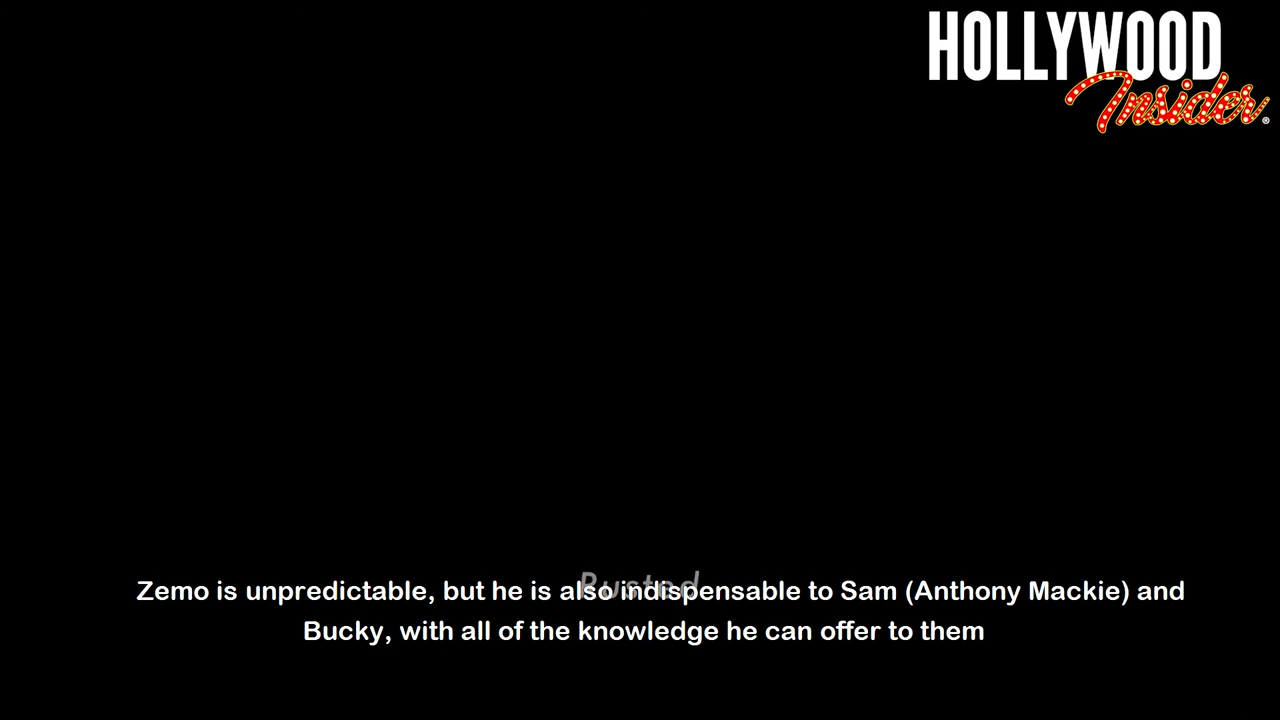 HOLLYWOOD
Insider®
Rusted
Zemo is unpredictable, but he is also indispensable to Sam (Anthony Mackie) and
Bucky, with all of the knowledge he can offer to them